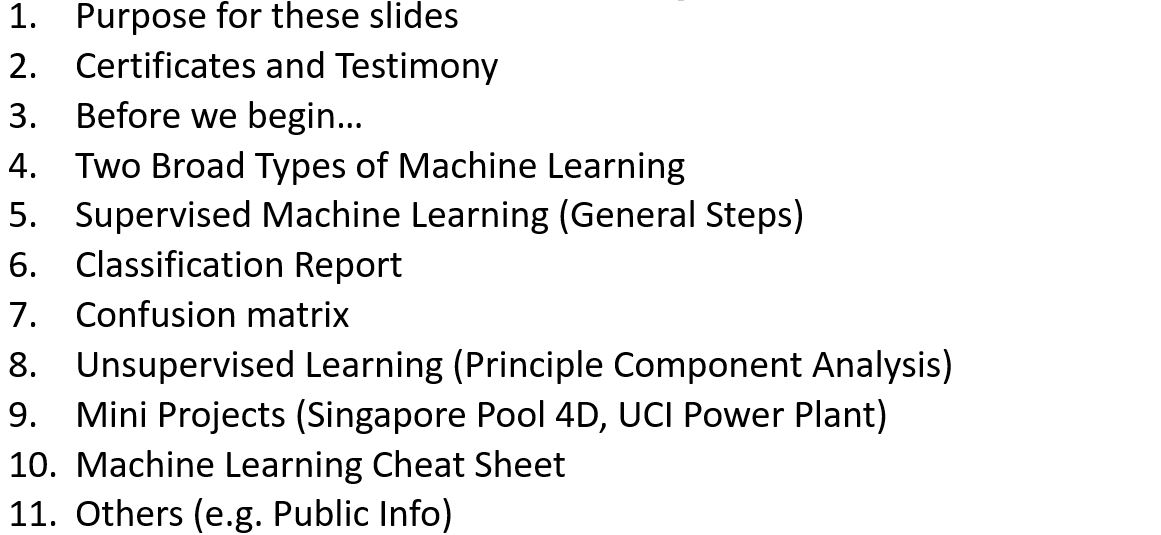 1. Purpose for these slides
2. Certificates and Testimony
3. Before we begin…
4. Two Broad Types of Machine Learning
5. Supervised Machine Learning (General Steps)
6. Classification Report
7. Confusion matrix
8. Unsupervised Learning (Principle Component Analysis)
9. Mini Projects (Singapore Pool 4D, UCI Power Plant)
10. Machine Learning Cheat Sheet
11. Others (e.g. Public Info)